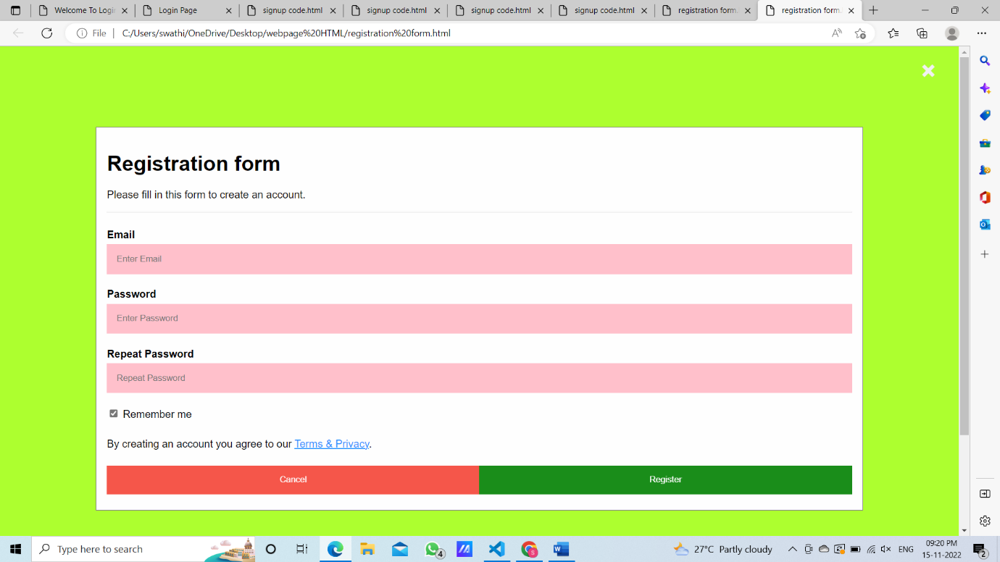 Welcome To Login
Login Page
signup code.html
signup code.html
signup code.html
signup code.html
registration form.
registration form.
File
C:/Users/swathi/OneDrive/Desktop/webpage%20HTML/registration%20form.html
Registration form
Please fill in this form to create an account.
Email
Enter Email
Password
Enter Password
Repeat Password
Repeat Password
Remember me
By creating an account you agree to our Terms & Privacy.
Cancel
Register
Type here to search
4
S
27°C Partly cloudy
ENG
09:20 PM
15-11-2022
2